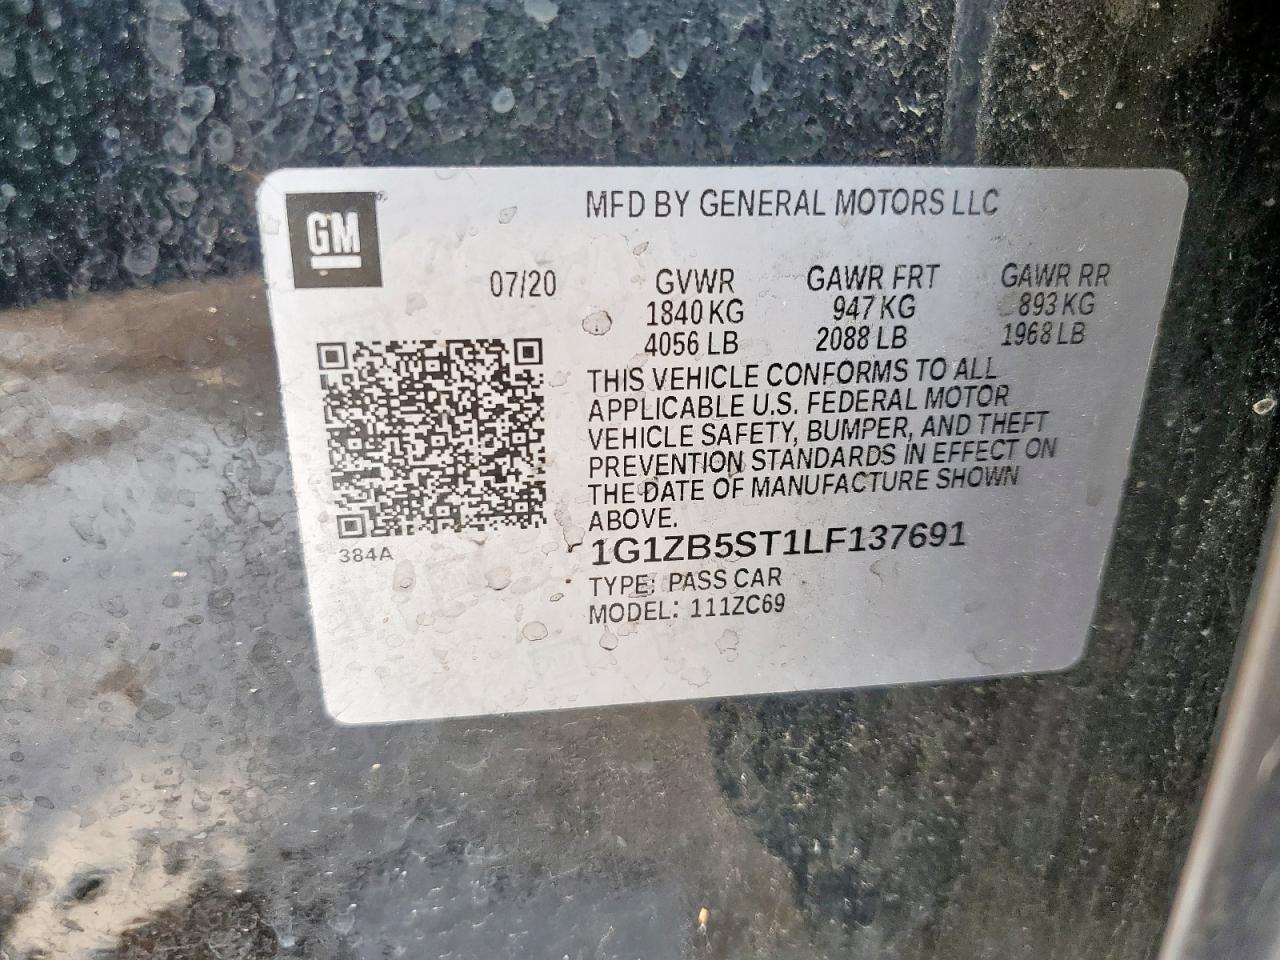 GM
MFD BY GENERAL MOTORS LLC
07/20 GVWR GAWR FRT GAWR RR
1840 KG 947 KG 893 KG
4056 LB 2088 LB 1968 LB
THIS VEHICLE CONFORMS TO ALL
APPLICABLE U.S. FEDERAL MOTOR
VEHICLE SAFETY, BUMPER, AND THEFT
PREVENTION STANDARDS IN EFFECT ON
THE DATE OF MANUFACTURE SHOWN
ABOVE.
384A
1G1ZB5ST1LF137691
TYPE: PASS CAR
MODEL: 111ZC69